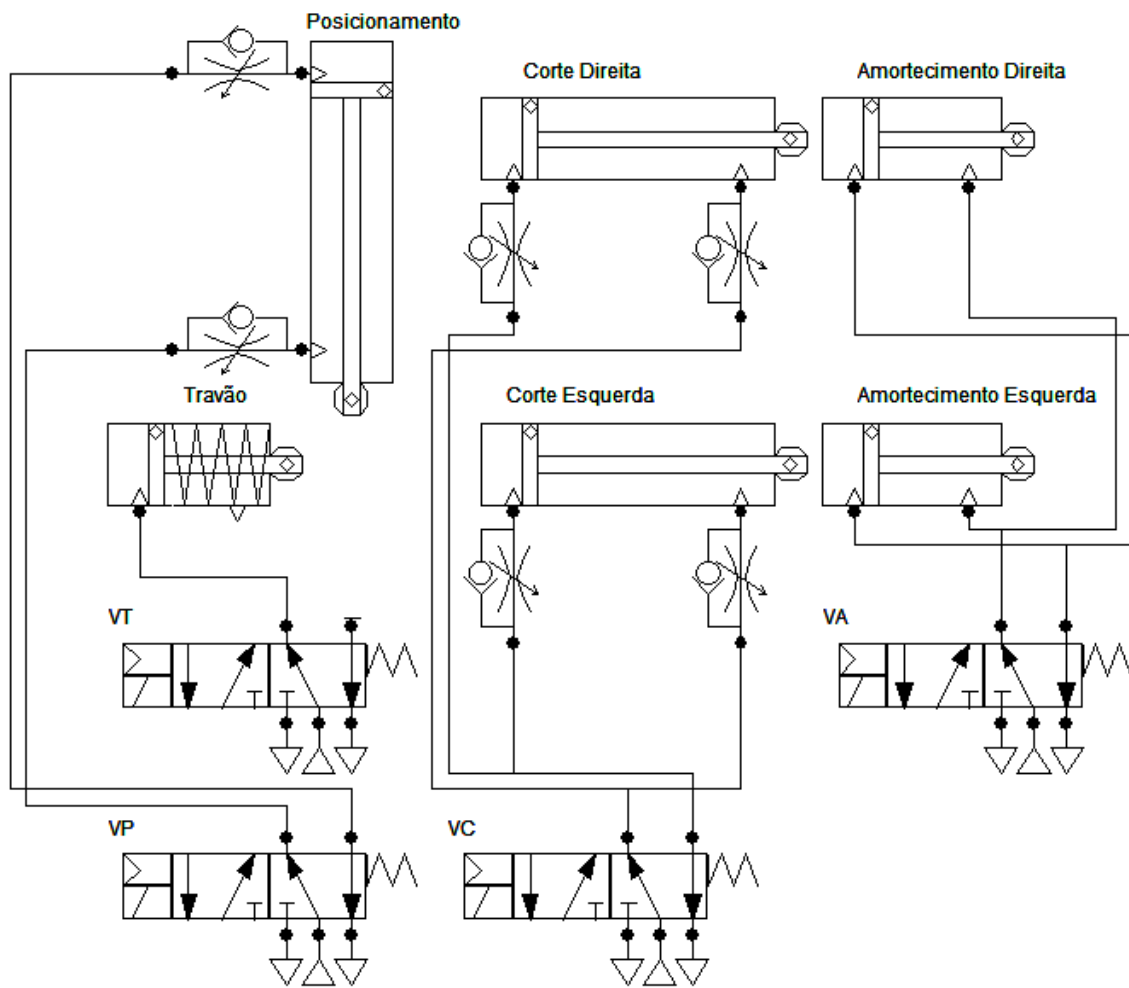 Posicionamento
Corte Direita
Amortecimento Direita
Travão
Corte Esquerda
Amortecimento Esquerda
VT
VA
VP
VC